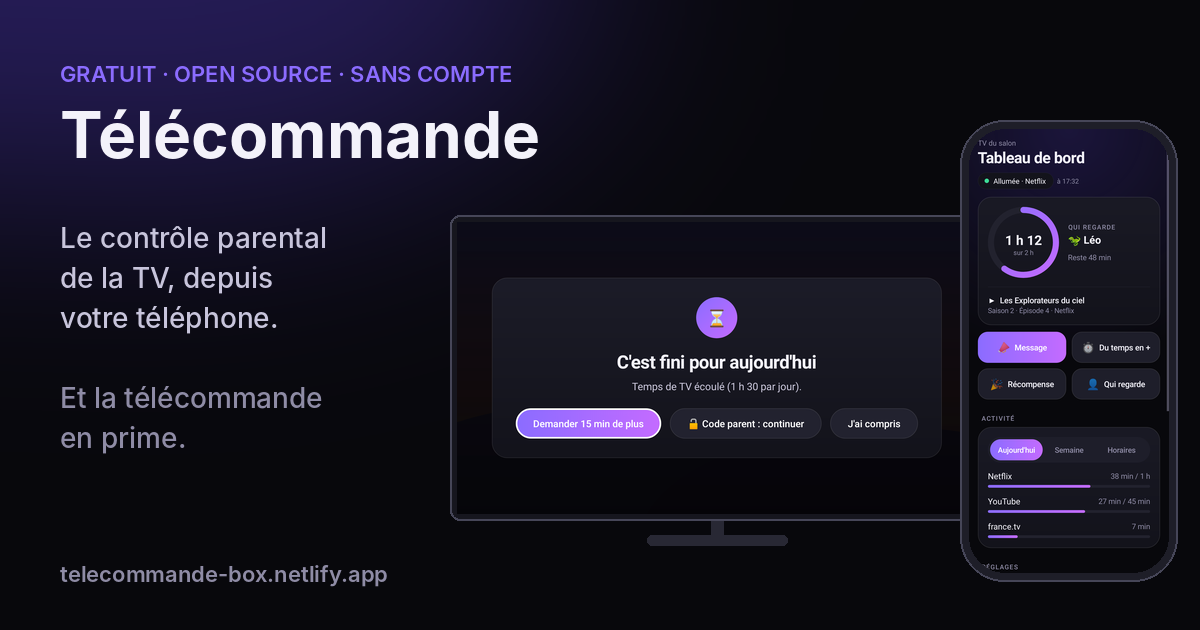 GRATUIT · OPEN SOURCE · SANS COMPTE
Télécommande
Le contrôle parental
de la TV, depuis
votre téléphone.
Et la télécommande
en prime.
telecommande-box.netlify.app
C'est fini pour aujourd'hui
Temps de TV écoulé (1 h 30 par jour).
Demander 15 min de plus
Code parent : continuer
J'ai compris
TV du salon
Tableau de bord
Allumée · Netflix
à 17:32
1 h 12
sur 2 h
QUI REGARDE
Léo
Reste 48 min
Les Explorateurs du ciel
Saison 2 · Épisode 4 · Netflix
Message
Du temps en +
Récompense
Qui regarde
ACTIVITÉ
Aujourd'hui
Semaine
Horaires
Netflix
38 min / 1 h
YouTube
27 min / 45 min
france.tv
7 min
RÉGLAGES